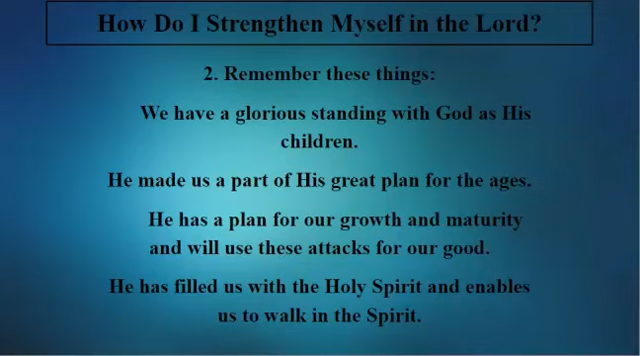 How Do I Strengthen Myself in the Lord?
2. Remember these things:
We have a glorious standing with God as His
children.
He made us a part of His great plan for the ages.
He has a plan for our growth and maturity
and will use these attacks for our good.
He has filled us with the Holy Spirit and enables
us to walk in the Spirit.